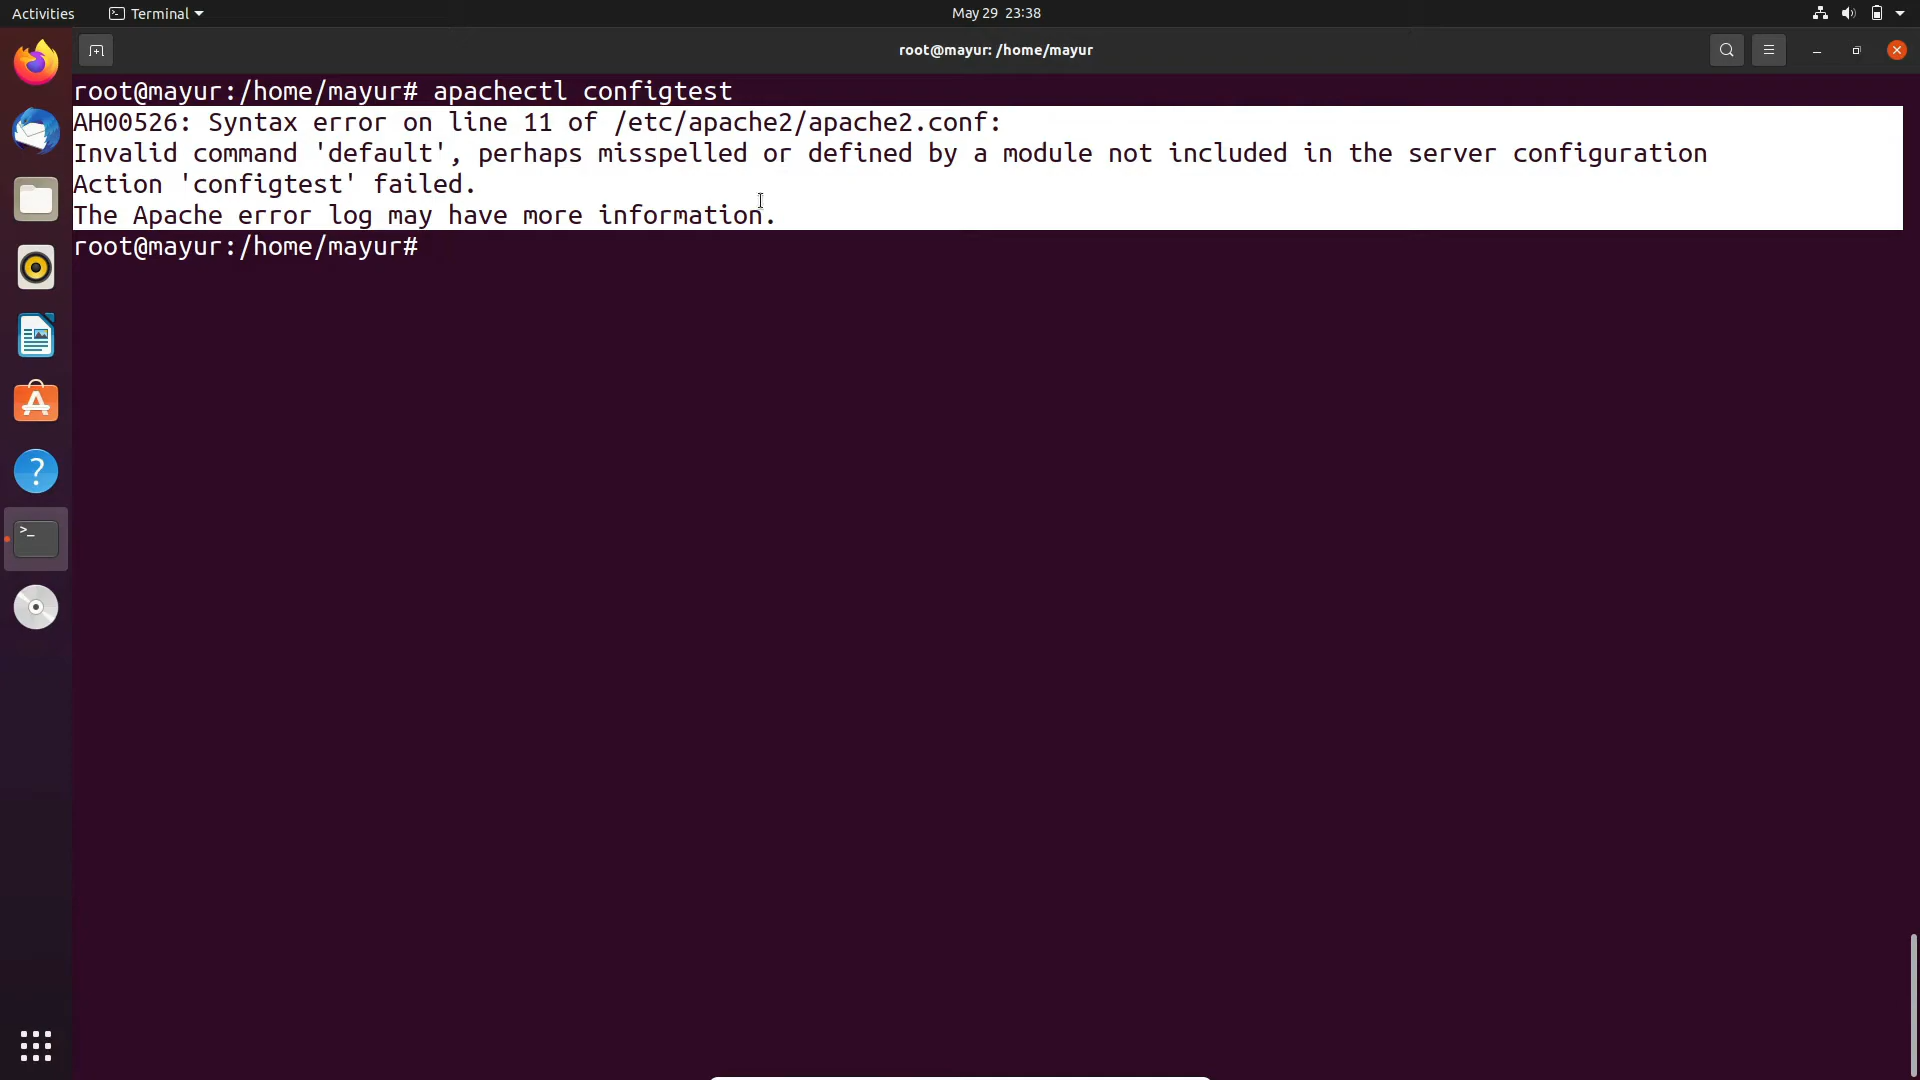 Activities
Terminal
May 29 23:38
root@mayur: /home/mayur
root@mayur:/home/mayur# apachectl configtest
AH00526: Syntax error on line 11 of /etc/apache2/apache2.conf:
Invalid command 'default', perhaps misspelled or defined by a module not included in the server configuration
Action 'configtest' failed.
The Apache error log may have more information.
root@mayur:/home/mayur#